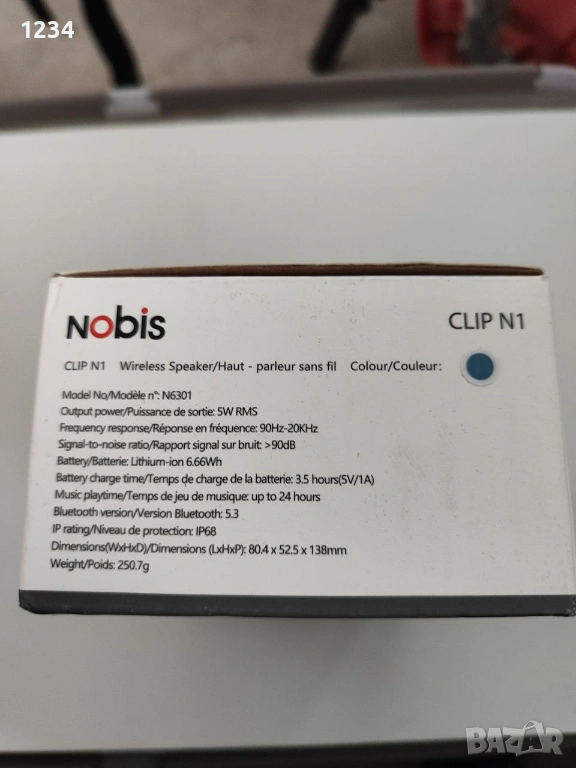 1234
Nobis
CLIP N1
CLIP N1 Wireless Speaker/Haut - parleur sans fil Colour/Couleur:
Model No/Modèle n°: N6301
Output power/Puissance de sortie: 5W RMS
Frequency response/Réponse en fréquence: 90Hz-20KHz
Signal-to-noise ratio/Rapport signal sur bruit: >90dB
Battery/Batterie: Lithium-ion 6.66Wh
Battery charge time/Temps de charge de la batterie: 3.5 hours(5V/1A)
Music playtime/Temps de jeu de musique: up to 24 hours
Bluetooth version/Version Bluetooth: 5.3
IP rating/Niveau de protection: IP68
Dimensions(WxHxD)/Dimensions (LxHxP): 80.4 x 52.5 x 138mm
Weight/Poids: 250.7g
BAZAR